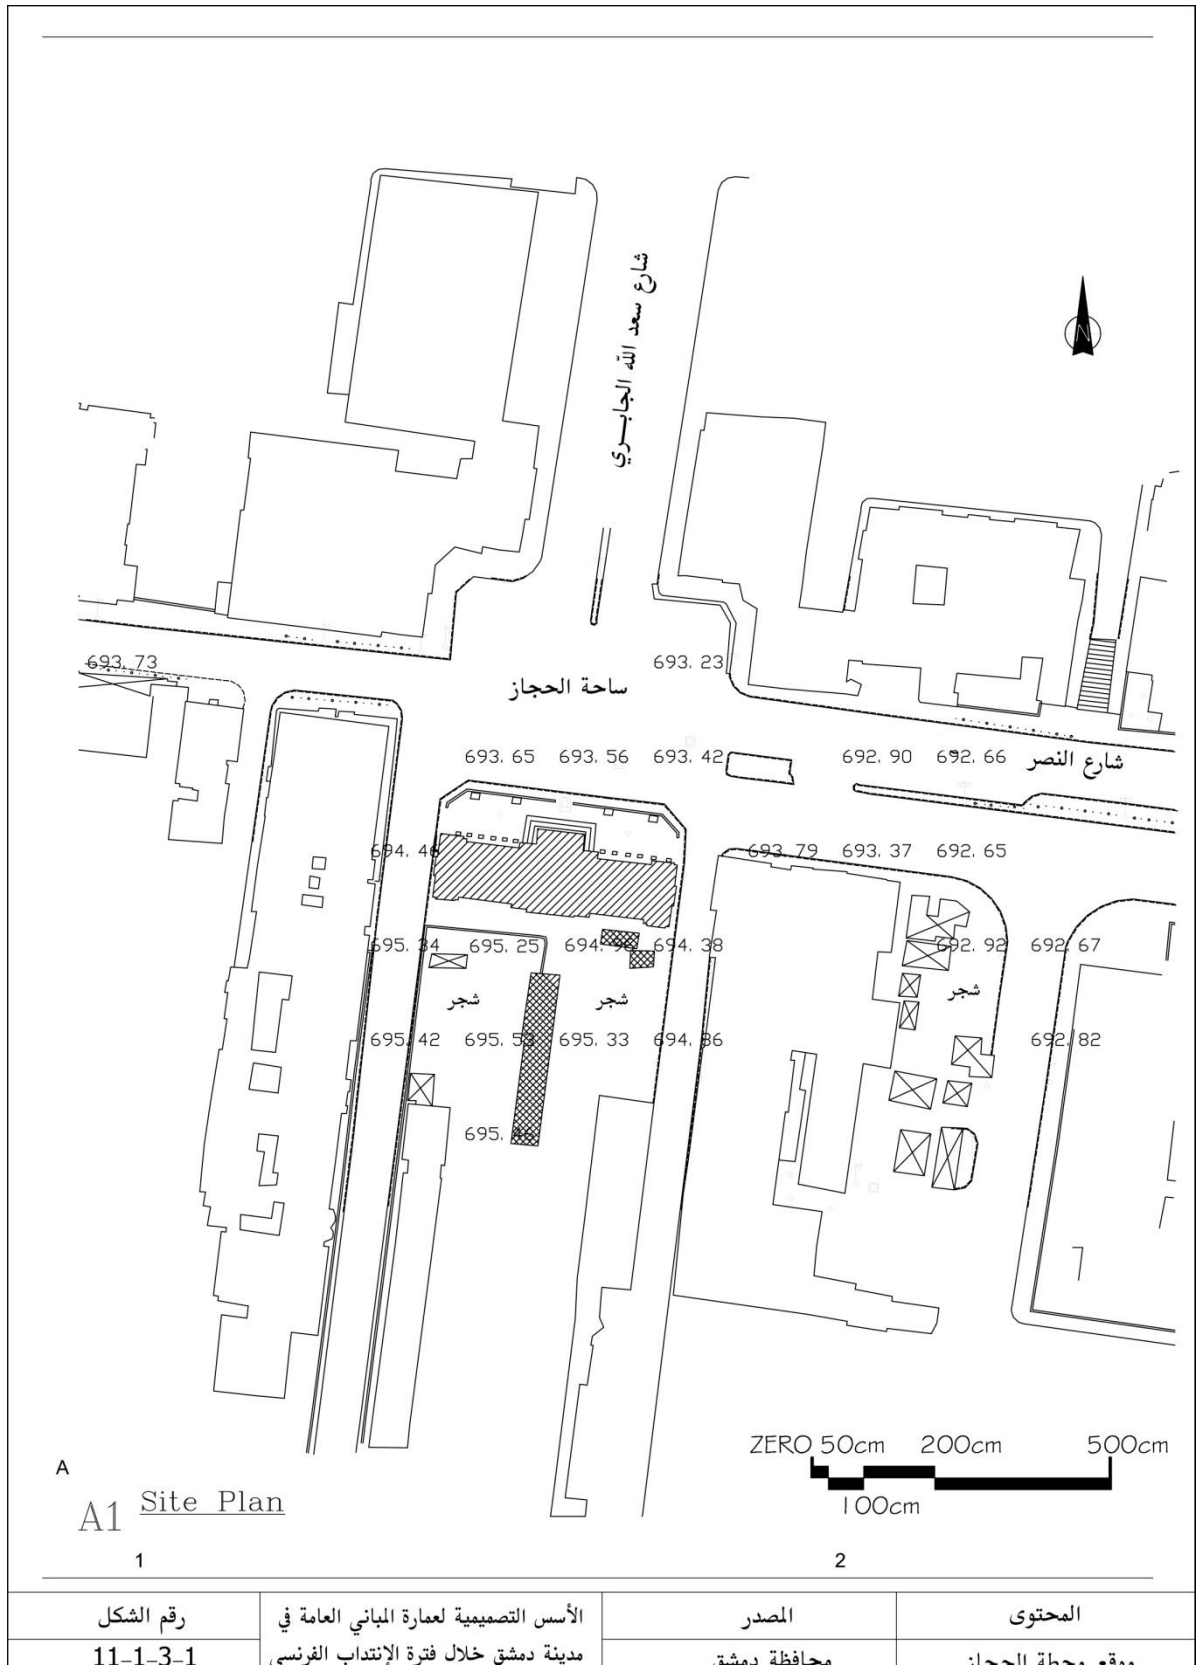 شارع سعد الله الجابــري
N
693.73
693.23
ساحة الحجاز
693.65 693.56 693.42 692.90 692.66
شارع النصر
694.46 693.79 693.37 692.65
695.34 695.25 694.38 692.92 692.67
شجر شجر شجر
695.42 695.33 694.86 692.82
ZERO 50cm 200cm 500cm
100cm
A
A1 Site Plan
1 2
المحتوى
المصدر
الأسس التصميمية لعمارة المباني العامة في
رقم الشكل
موقع محطة الحجاز
محافظة دمشق
مدينة دمشق خلال فترة الإنتداب الفرنسي
11-1-3-1